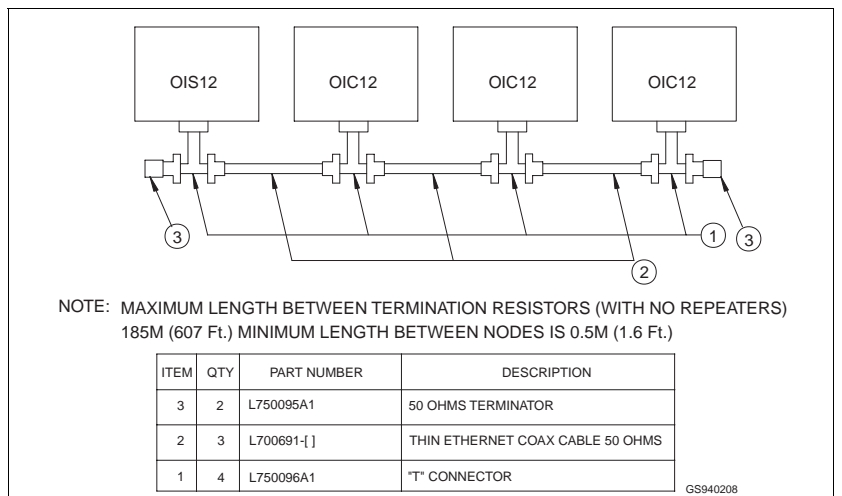 OIS12 OIC12 OIC12 OIC12
3 1 3
2
NOTE: MAXIMUM LENGTH BETWEEN TERMINATION RESISTORS (WITH NO REPEATERS)
185M (607 Ft.) MINIMUM LENGTH BETWEEN NODES IS 0.5M (1.6 Ft.)
ITEM QTY PART NUMBER DESCRIPTION
3 2 L750095A1 50 OHMS TERMINATOR
2 3 L700691-[ ] THIN ETHERNET COAX CABLE 50 OHMS
1 4 L750096A1 "T" CONNECTOR
GS940208